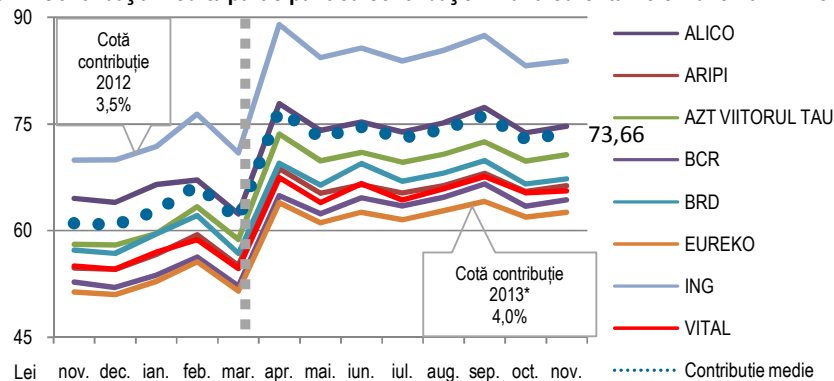 90
75
60
45
Cotă
contribuție
2012
3,5%
73,66
Cotă contribuție
2013*
4,0%
Lei nov. dec. ian. feb. mar. apr. mai. iun. iul. aug. sep. oct. nov.
ALICO
ARIPI
AZT VIITORUL TAU
BCR
BRD
EUREKO
ING
VITAL
Contributie medie